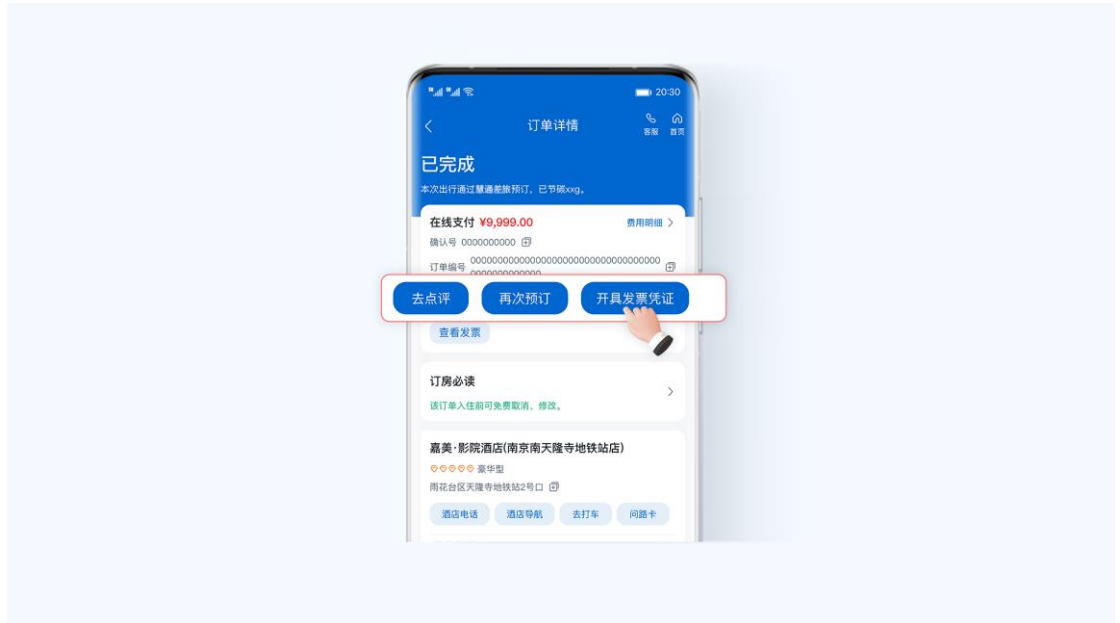 20:30
订单详情
客服 首页
已完成
本次出行通过慧通差旅预订，已节碳xxg。
在线支付 ¥9,999.00 费用明细
确认号 0000000000
订单编号
去点评 再次预订 开具发票凭证
查看发票
订房必读
该订单入住前可免费取消、修改。
嘉美·影院酒店(南京南天隆寺地铁站店)
豪华型
雨花台区天隆寺地铁站2号口
酒店电话 酒店导航 去打车 问路卡